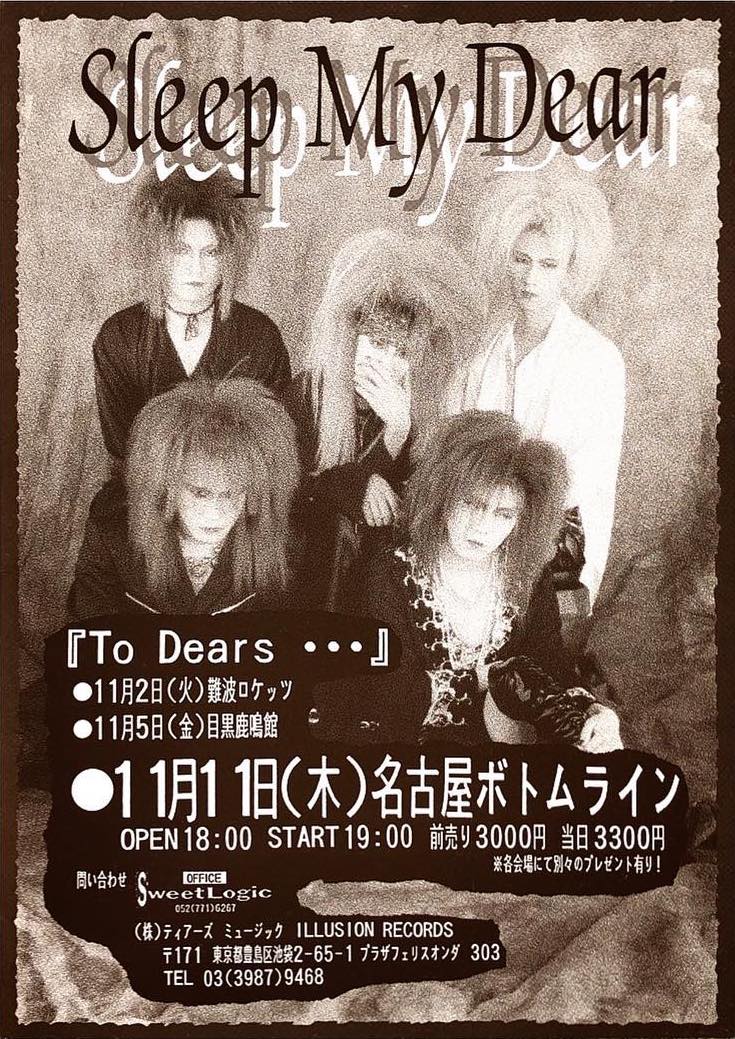 Sleep My Dear
『To Dears ・・・』
●11月2日(火)難波ロケッツ
●11月5日(金)目黒鹿鳴館
●11月11日(木)名古屋ボトムライン
OPEN 18:00 START 19:00 前売り3000円 当日3300円
※各会場にて別々のプレゼント有り!
問い合わせ OFFICE SweetLogic
052(771)6267
(株)ティアーズ ミュージック ILLUSION RECORDS
〒171 東京都豊島区池袋2-65-1 プラザフェリスオンダ 303
TEL 03(3987)9468